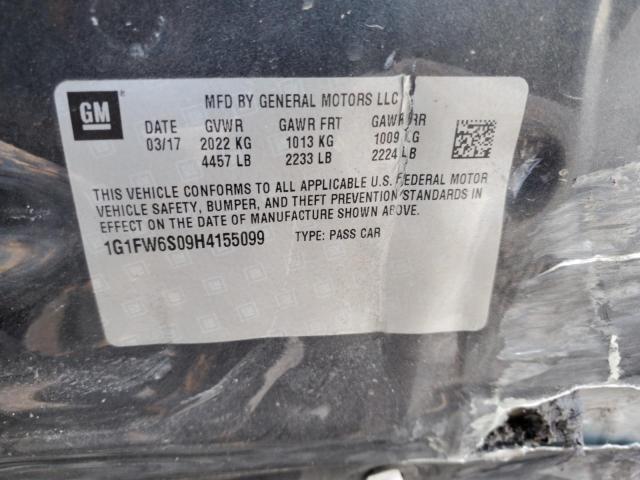 GM
MFD BY GENERAL MOTORS LLC
DATE GVWR GAWR FRT GAWR RR
03/17 2022 KG 1013 KG 1009 KG
4457 LB 2233 LB 2224 LB
THIS VEHICLE CONFORMS TO ALL APPLICABLE U.S. FEDERAL MOTOR
VEHICLE SAFETY, BUMPER, AND THEFT PREVENTION STANDARDS IN
EFFECT ON THE DATE OF MANUFACTURE SHOWN ABOVE.
1G1FW6S09H4155099 TYPE: PASS CAR